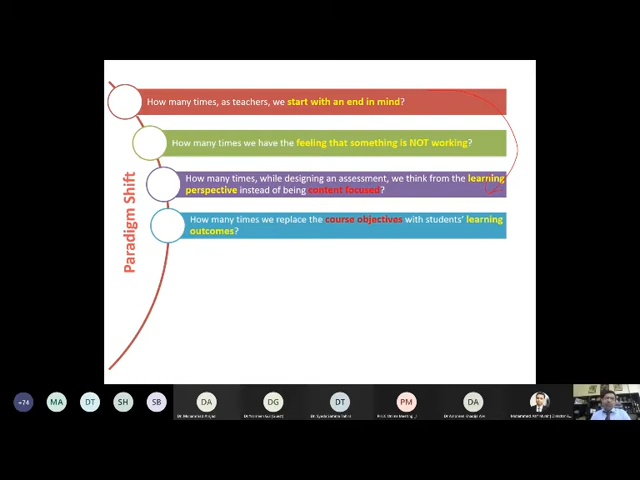 How many times, as teachers, we start with an end in mind?
How many times we have the feeling that something is NOT working?
How many times, while designing an assessment, we think from the learning
perspective instead of being content focused?
How many times we replace the course objectives with students' learning
outcomes?
Paradigm Shift
+74
MA
DT
SH
SB
DA
DG
DT
PM
DA